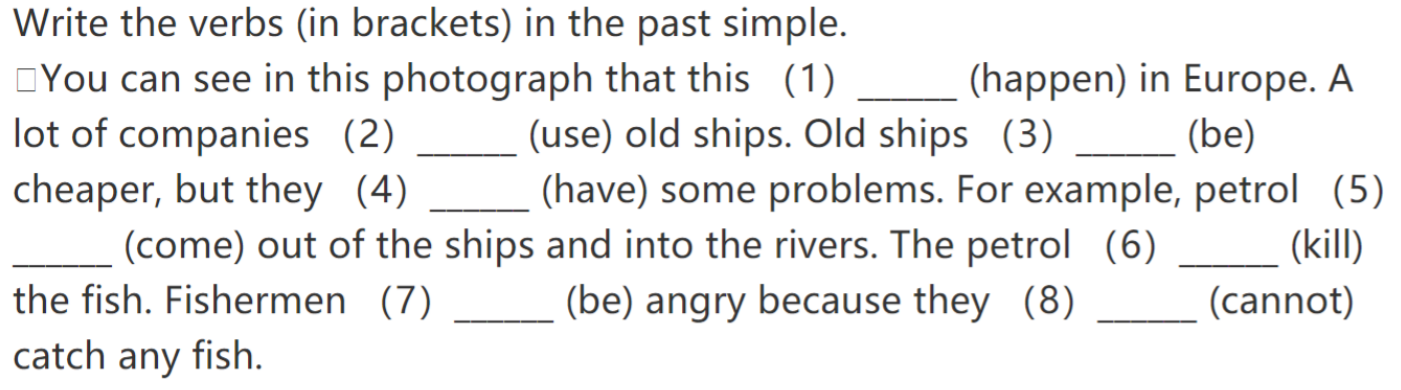 Write the verbs (in brackets) in the past simple.
□You can see in this photograph that this （1） ______ (happen) in Europe. A
lot of companies （2） ______ (use) old ships. Old ships （3） ______ (be)
cheaper, but they （4） ______ (have) some problems. For example, petrol （5）
______ (come) out of the ships and into the rivers. The petrol （6） ______ (kill)
the fish. Fishermen （7） ______ (be) angry because they （8） ______ (cannot)
catch any fish.